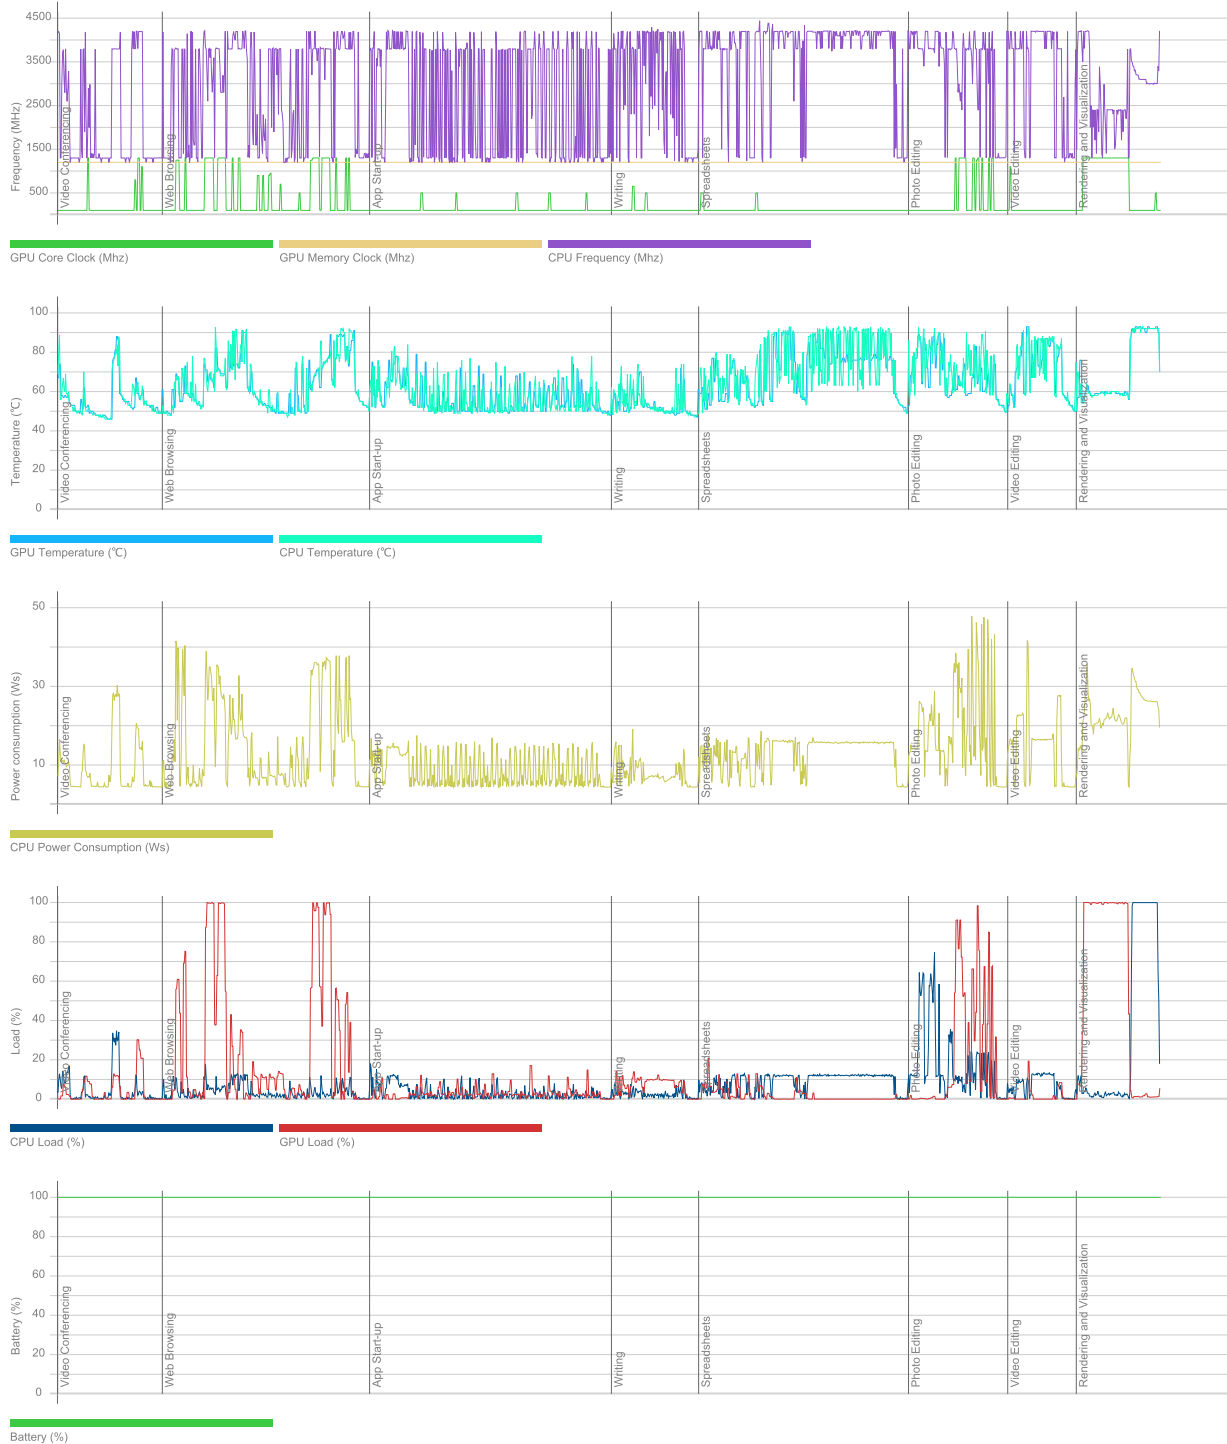 4500
3500
2500
1500
500
Frequency (MHz)
Video Conferencing
Web Browsing
App Start-up
Writing
Spreadsheets
Photo Editing
Video Editing
Rendering and Visualization
GPU Core Clock (Mhz)
GPU Memory Clock (Mhz)
CPU Frequency (Mhz)
100
80
60
40
20
0
Temperature (°C)
Video Conferencing
Web Browsing
App Start-up
Writing
Spreadsheets
Photo Editing
Video Editing
Rendering and Visualization
GPU Temperature (°C)
CPU Temperature (°C)
50
30
10
Power consumption (Ws)
Video Conferencing
Web Browsing
App Start-up
Writing
Spreadsheets
Photo Editing
Video Editing
Rendering and Visualization
CPU Power Consumption (Ws)
100
80
60
40
20
0
Load (%)
Video Conferencing
Web Browsing
App Start-up
Writing
Spreadsheets
Photo Editing
Video Editing
Rendering and Visualization
CPU Load (%)
GPU Load (%)
100
80
60
40
20
0
Battery (%)
Video Conferencing
Web Browsing
App Start-up
Writing
Spreadsheets
Photo Editing
Video Editing
Rendering and Visualization
Battery (%)